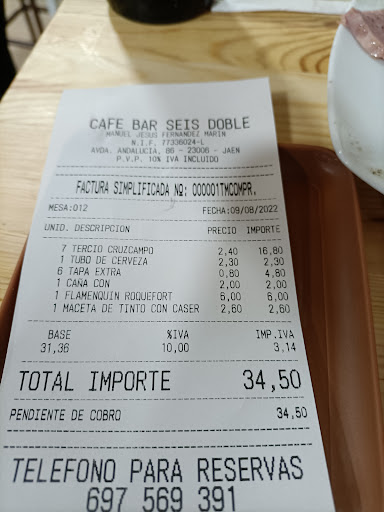 CAFE BAR SEIS DOBLE
MANUEL JESUS FERNANDEZ MARIN
N.I.F. 77336024-L
AVDA. ANDALUCIA, 86 - 23006 - JAEN
P.V.P. 10% IVA INCLUIDO
FACTURA SIMPLIFICADA NQ: 000001TMCOMPR.
MESA:012 FECHA:09/08/2022
UNID. DESCRIPCION PRECIO IMPORTE
7 TERCIO CRUZCAMPO 2,40 16,80
1 TUBO DE CERVEZA 2,30 2,30
6 TAPA EXTRA 0,80 4,80
1 CAÑA CON 2,00 2,00
1 FLAMENQUIN ROQUEFORT 6,00 6,00
1 MACETA DE TINTO CON CASER 2,60 2,60
BASE %IVA IMP.IVA
31,36 10,00 3,14
TOTAL IMPORTE 34,50
PENDIENTE DE COBRO 34,50
TELEFONO PARA RESERVAS
697 569 391